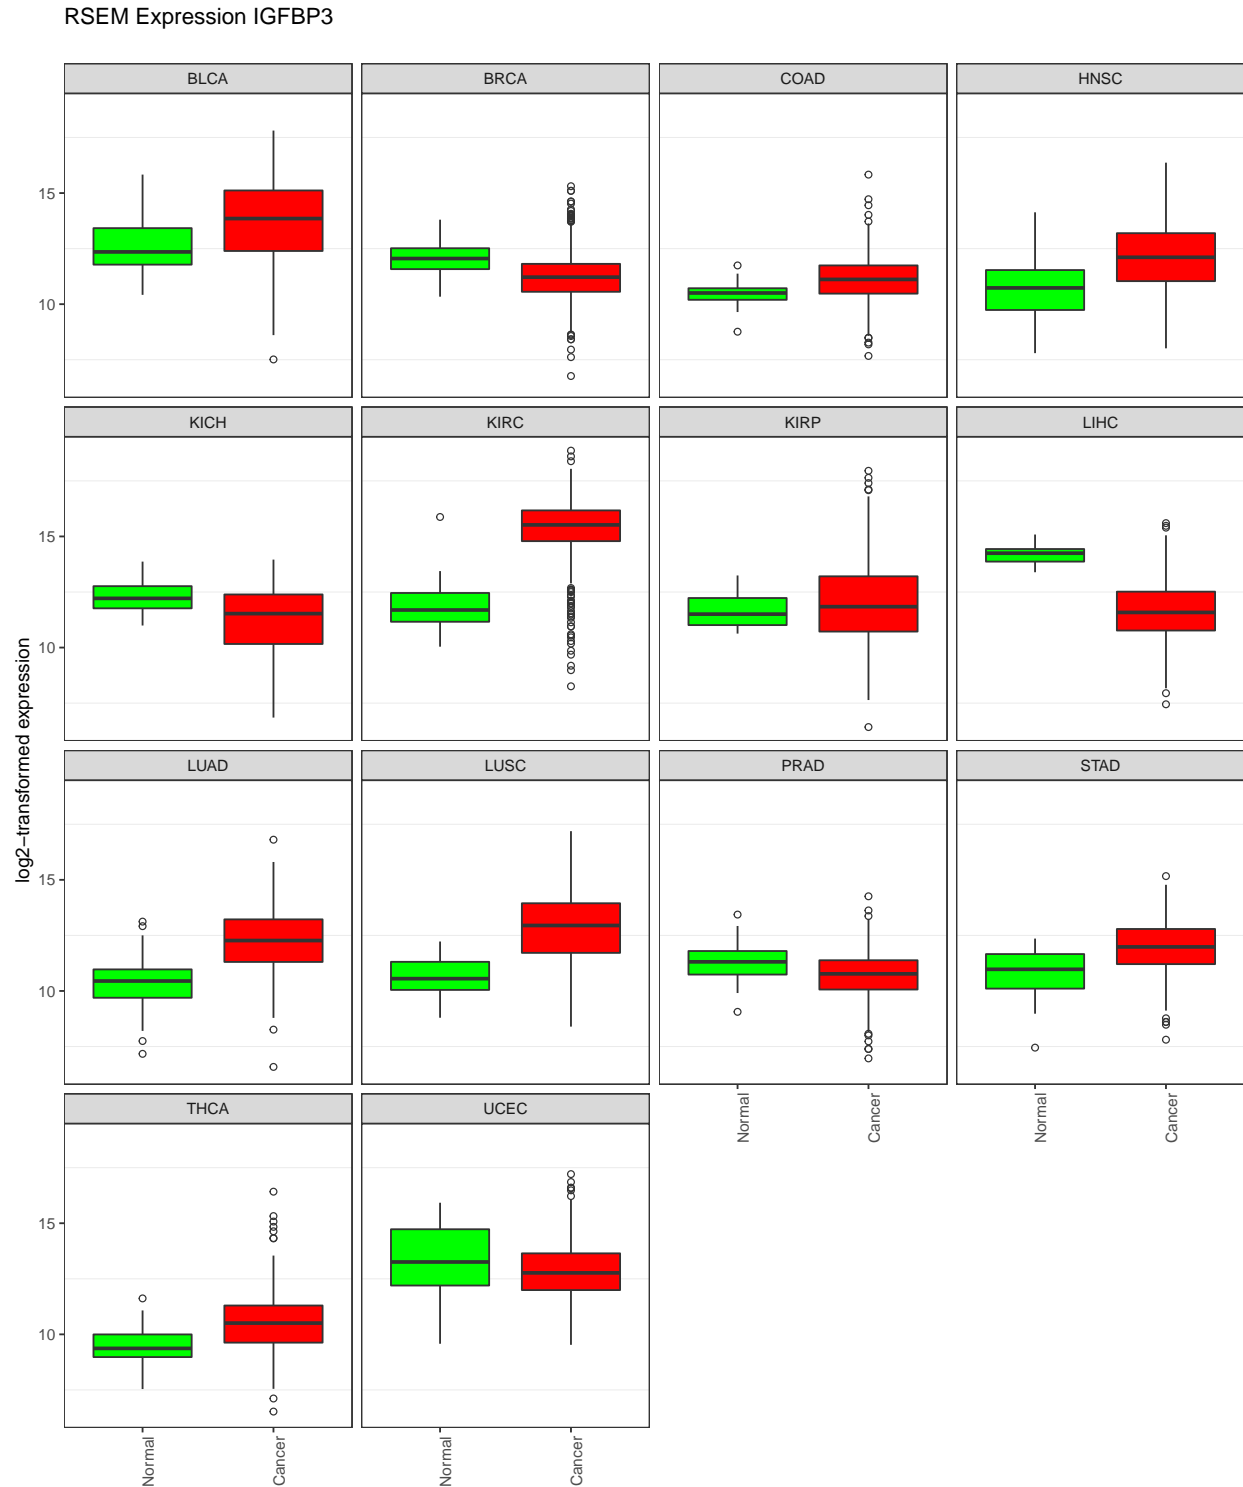 RSEM Expression IGFBP3
BLCA BRCA COAD HNSC
15
10
KICH KIRC KIRP LIHC
15
10
log2−transformed expression
LUAD LUSC PRAD STAD
15
10
Normal Cancer Normal Cancer
THCA UCEC
15
10
Normal Cancer Normal Cancer